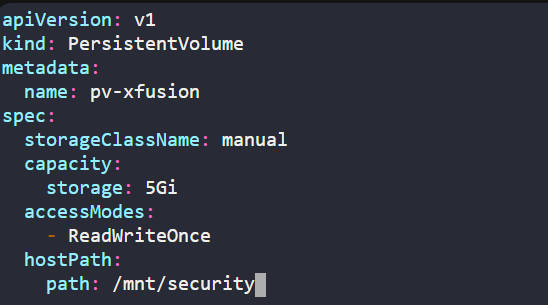 apiVersion: v1
kind: PersistentVolume
metadata:
  name: pv-xfusion
spec:
  storageClassName: manual
  capacity:
    storage: 5Gi
  accessModes:
    - ReadWriteOnce
  hostPath:
    path: /mnt/security